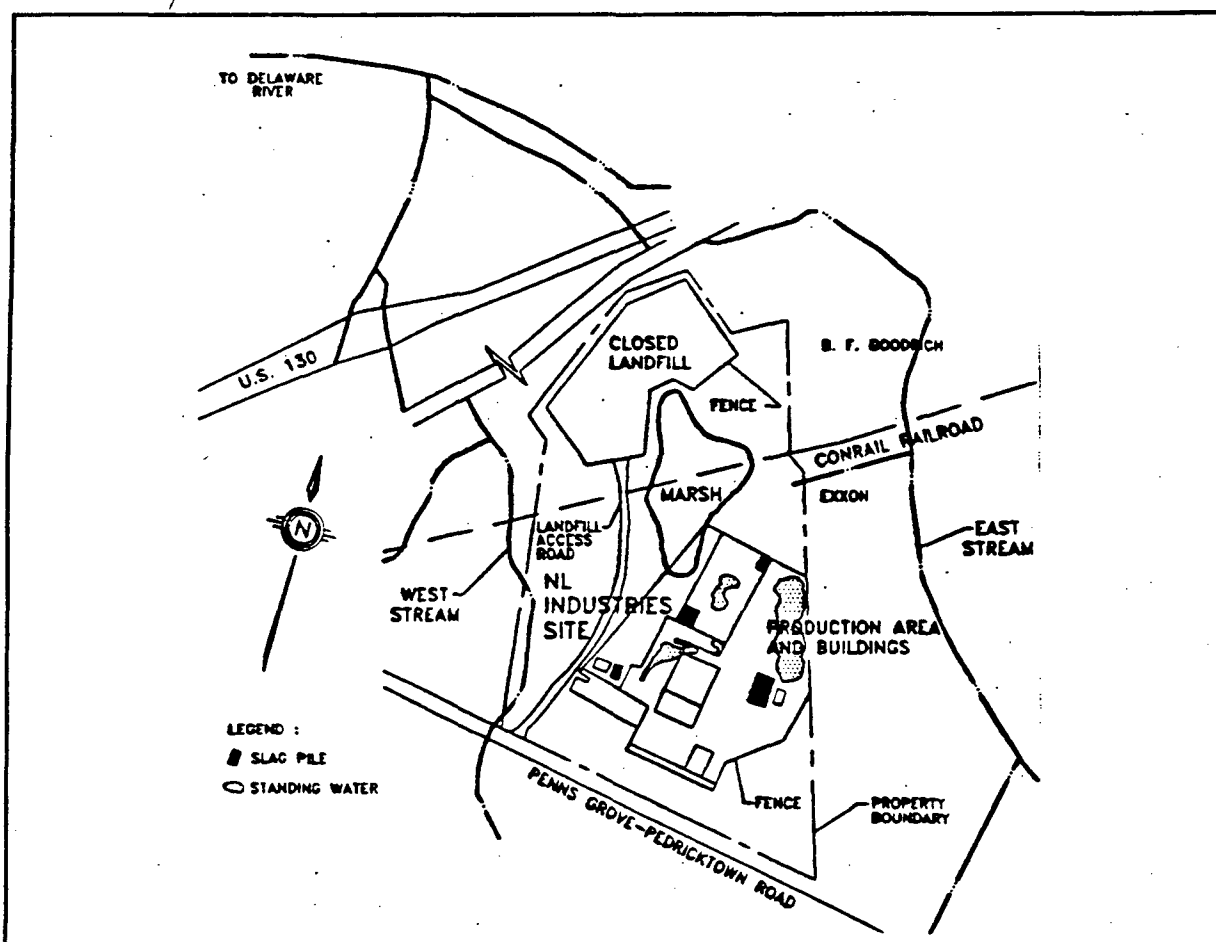 TO DELAWARE
RIVER
U.S. 130
CLOSED
LANDFILL
B. F. GOODRICH
FENCE
CONRAIL RAILROAD
MARSH
EXXON
LANDFILL
ACCESS
ROAD
EAST
STREAM
N
WEST
STREAM
NL
INDUSTRIES
SITE
PRODUCTION AREA
AND BUILDINGS
LEGEND :
SLAG PILE
STANDING WATER
FENCE
PROPERTY
BOUNDARY
PENNS GROVE-PEDRICKTOWN ROAD